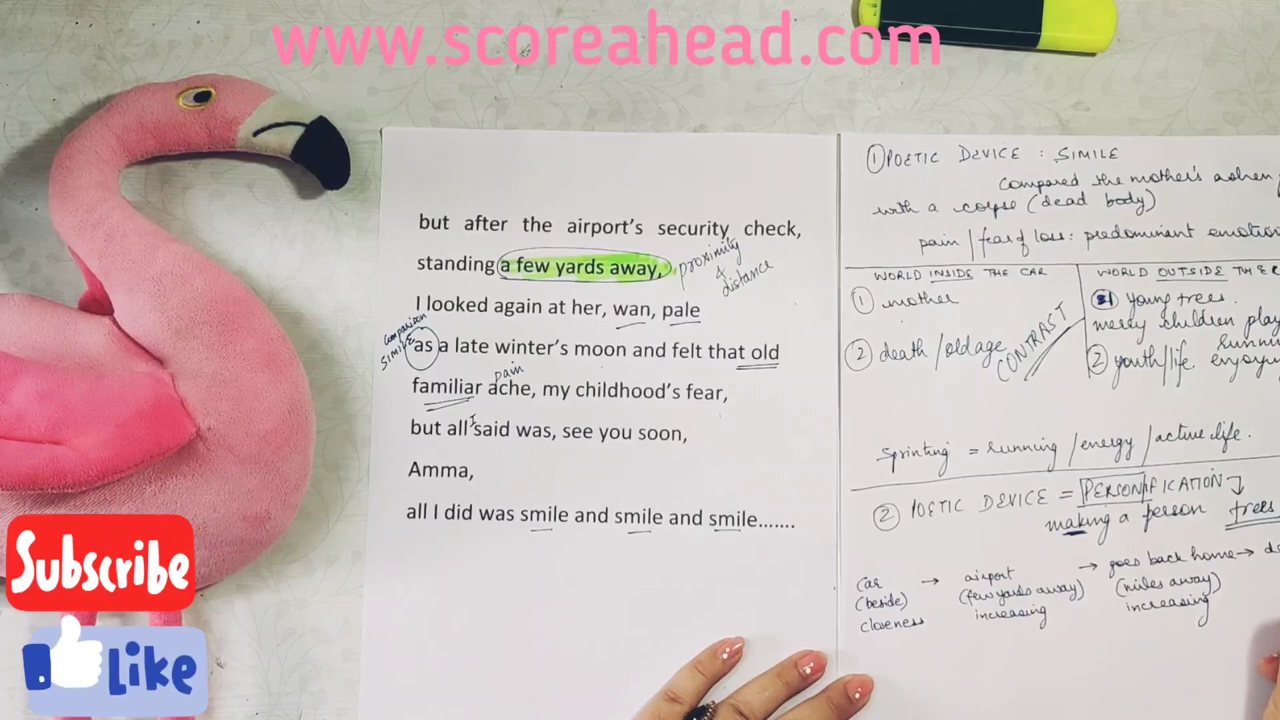 www.scoreahead.com
but after the airport's security check,
standing a few yards away,
proximity
&
distance
I looked again at her, wan, pale
comparison
SIMILE
as a late winter's moon and felt that old
pain
familiar ache, my childhood's fear,
but all I said was, see you soon,
Amma,
all I did was smile and smile and smile.......
① POETIC DEVICE : SIMILE
Compared the mother's ashen
with a corpse (dead body)
pain / fear of loss: predominant emotion
WORLD INSIDE THE CAR
① mother
② death / old age
CONTRAST
WORLD OUTSIDE THE
① young trees.
merry children
② youth/life
Sprinting = running / energy / active life.
② POETIC DEVICE = PERSONIFICATION
making a person trees
car
(beside)
closeness
→ airport
(few yards away)
increasing
→ goes back home →
(miles away)
increasing
Subscribe
Like